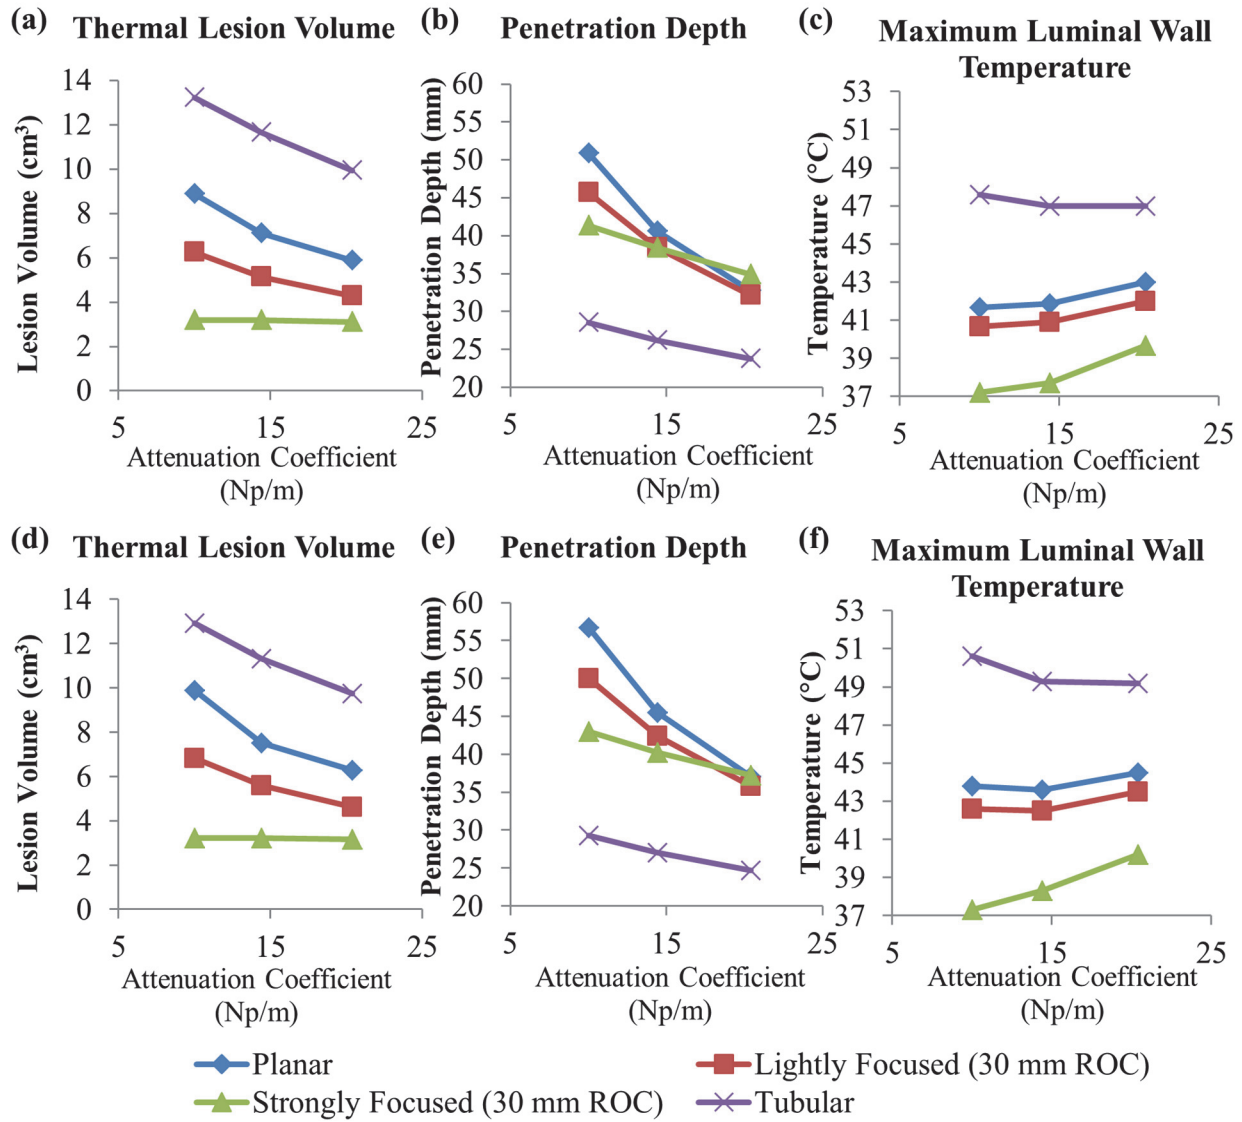 (a) Thermal Lesion Volume
Lesion Volume (cm³)
14
12
10
8
6
4
2
0
5 15 25
Attenuation Coefficient
(Np/m)
(b) Penetration Depth
Penetration Depth (mm)
60
55
50
45
40
35
30
25
20
5 15 25
Attenuation Coefficient
(Np/m)
(c) Maximum Luminal Wall
Temperature
Temperature (°C)
53
51
49
47
45
43
41
39
37
5 15 25
Attenuation Coefficient
(Np/m)
(d) Thermal Lesion Volume
Lesion Volume (cm³)
14
12
10
8
6
4
2
0
5 15 25
Attenuation Coefficient
(Np/m)
(e) Penetration Depth
Penetration Depth (mm)
60
55
50
45
40
35
30
25
20
5 15 25
Attenuation Coefficient
(Np/m)
(f) Maximum Luminal Wall
Temperature
Temperature (°C)
53
51
49
47
45
43
41
39
37
5 15 25
Attenuation Coefficient
(Np/m)
Planar
Lightly Focused (30 mm ROC)
Strongly Focused (30 mm ROC)
Tubular